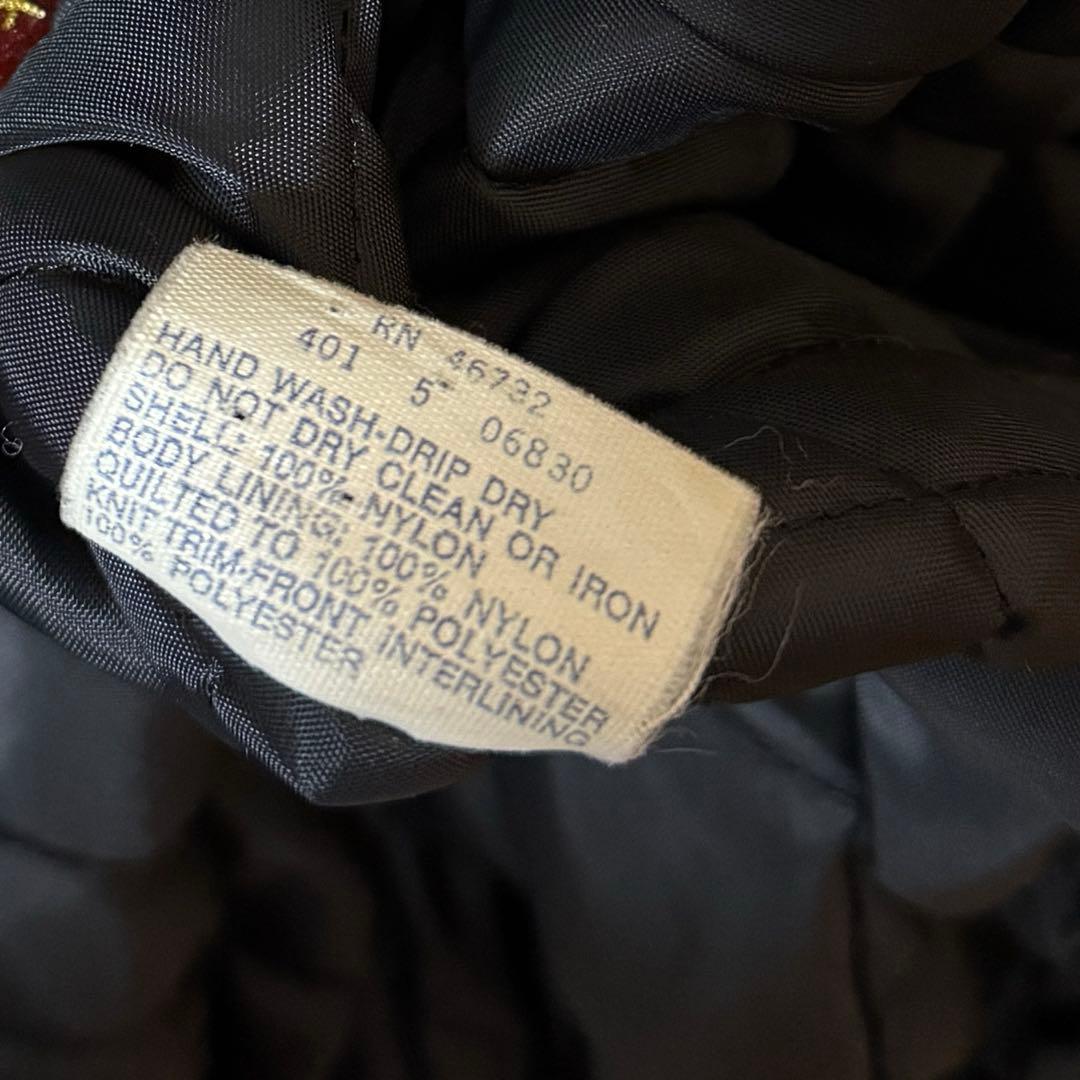 RN 46732
401 5 06830
HAND WASH•DRIP DRY
DO NOT DRY CLEAN OR IRON
SHELL: 100% NYLON
BODY LINING: 100% NYLON
QUILTED TO 100% POLYESTER
KNIT TRIM•FRONT INTERLINING
100% POLYESTER